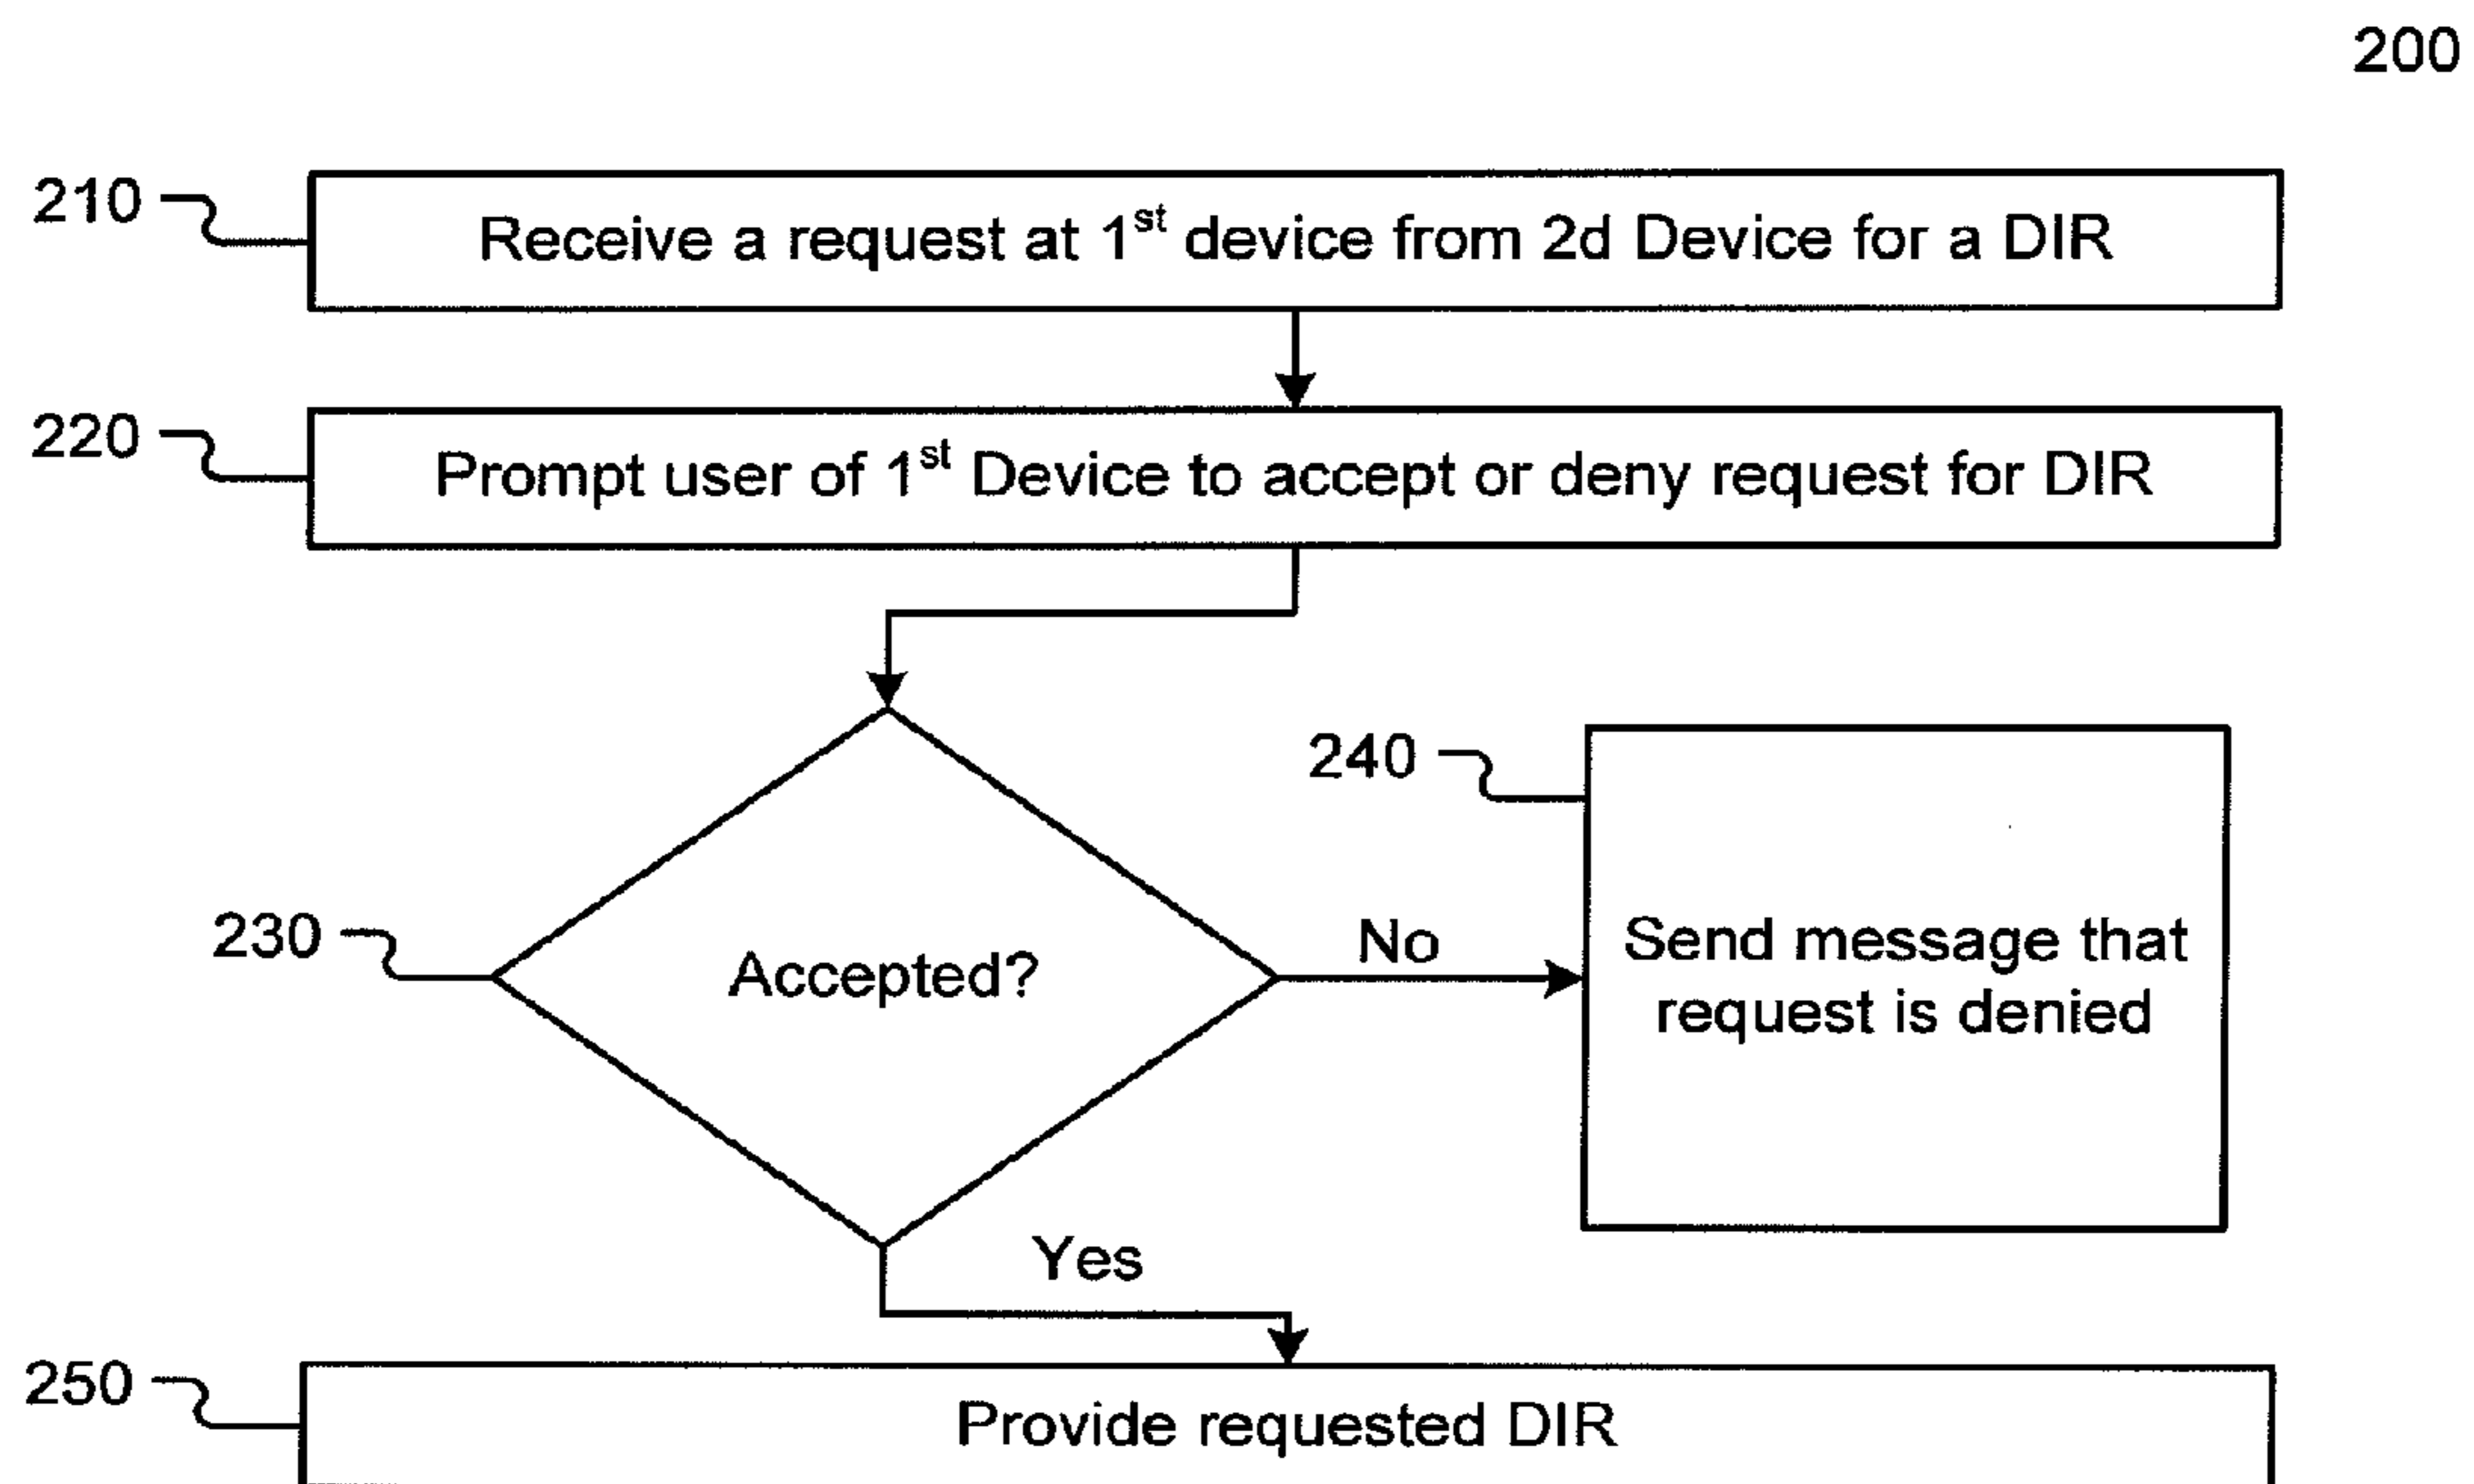 200
210
Receive a request at 1st device from 2d Device for a DIR
220
Prompt user of 1st Device to accept or deny request for DIR
240
230
Accepted?
No
Send message that
request is denied
Yes
250
Provide requested DIR